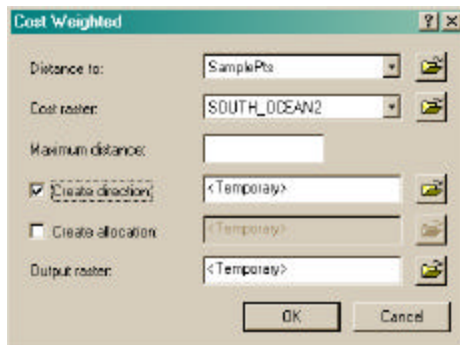 Cost Weighted
Distance to: SamplePts
Cost raster: SOUTH_OCEAN2
Maximum distance:
Create direction: <Temporary>
Create allocation: <Temporary>
Output raster: <Temporary>
OK Cancel